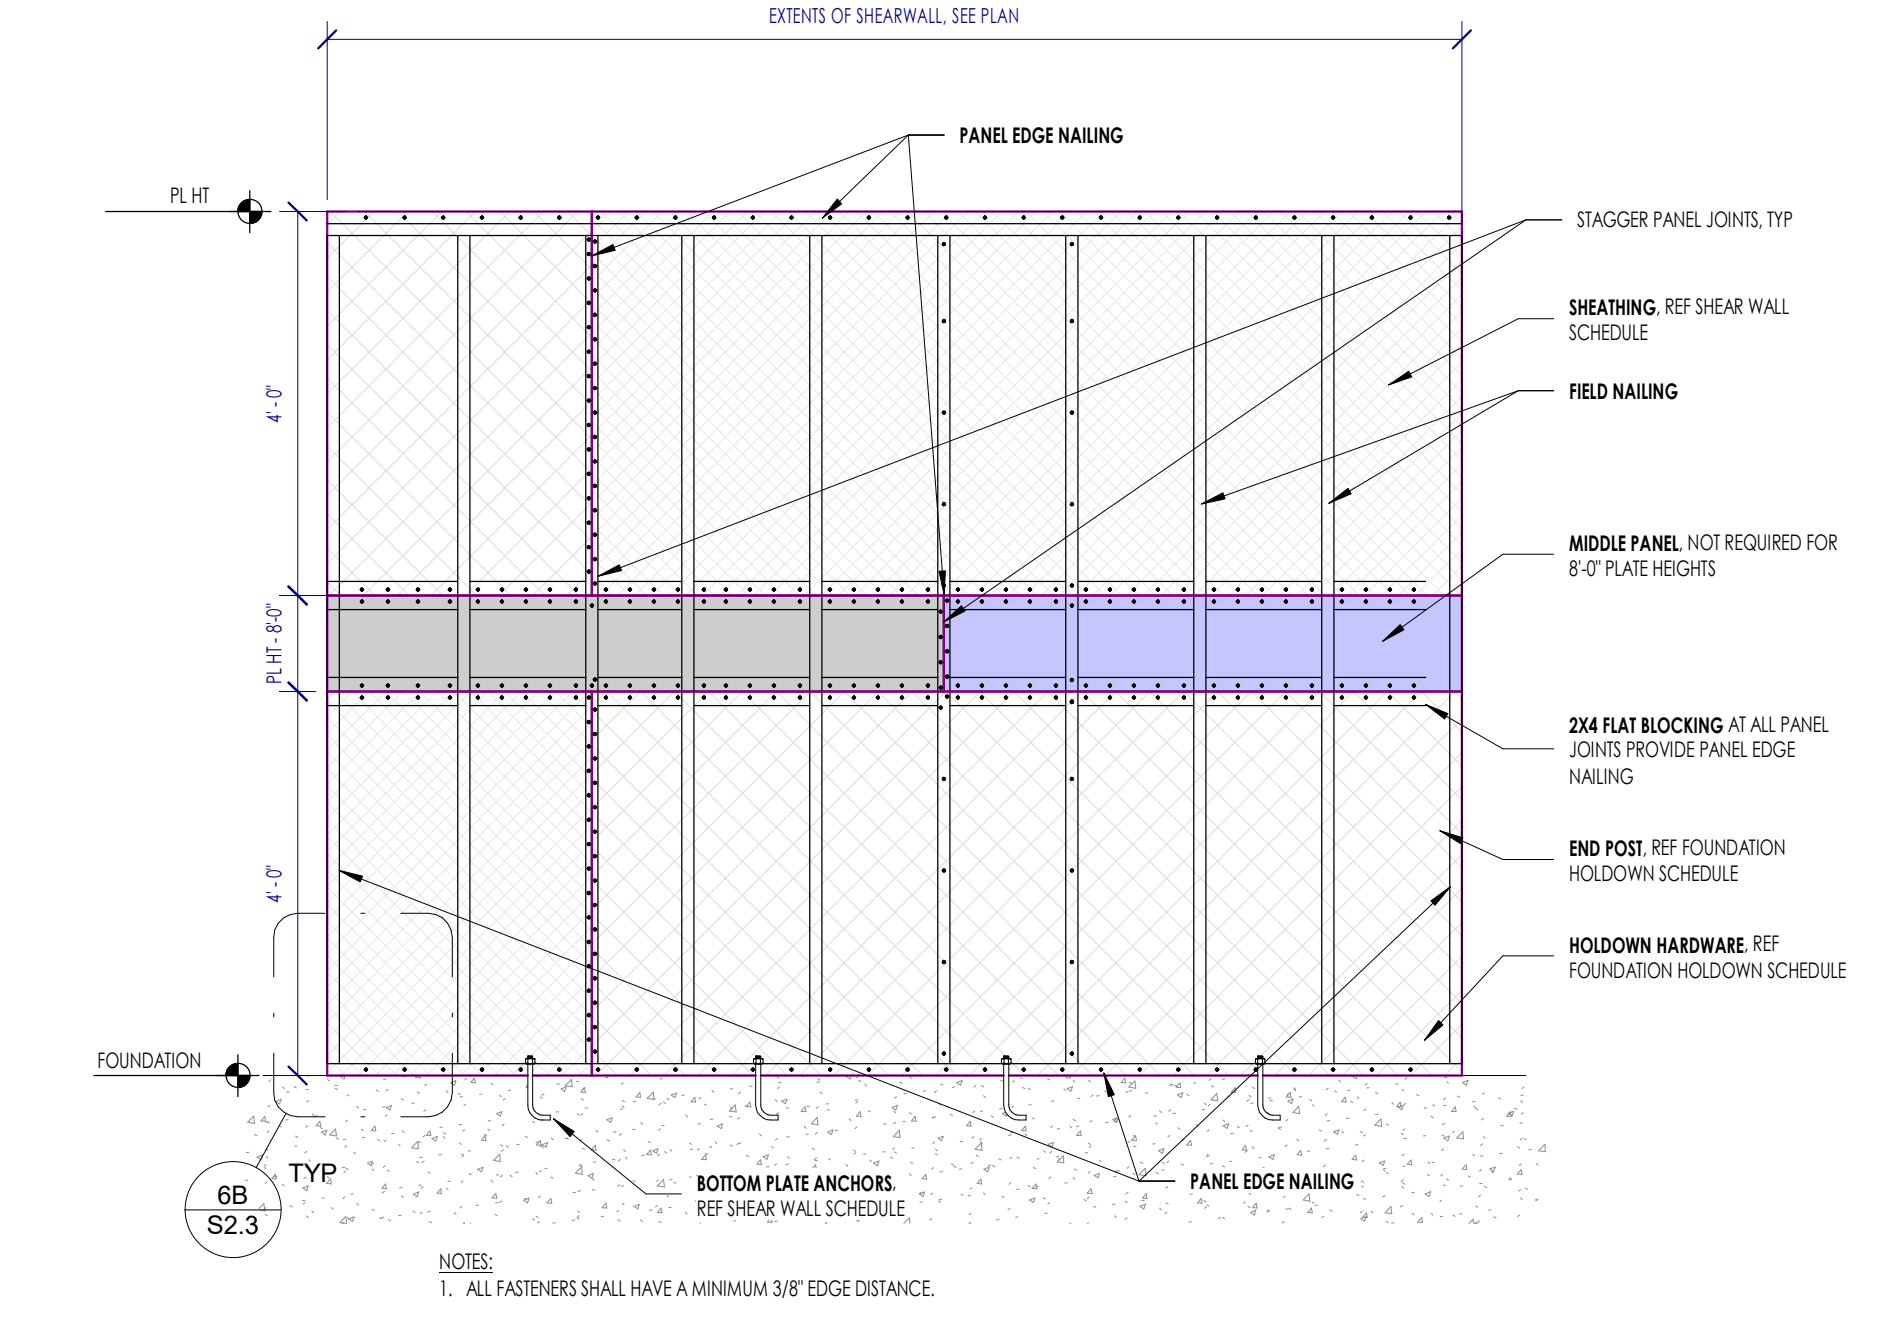 EXTENTS OF SHEARWALL, SEE PLAN
PANEL EDGE NAILING
PL HT
STAGGER PANEL JOINTS, TYP
SHEATHING, REF SHEAR WALL
SCHEDULE
FIELD NAILING
4' - 0"
MIDDLE PANEL, NOT REQUIRED FOR
8'-0" PLATE HEIGHTS
PL HT - 8'-0"
2X4 FLAT BLOCKING AT ALL PANEL
JOINTS PROVIDE PANEL EDGE
NAILING
END POST, REF FOUNDATION
HOLDOWN SCHEDULE
4' - 0"
HOLDOWN HARDWARE, REF
FOUNDATION HOLDOWN SCHEDULE
FOUNDATION
TYP
6B
S2.3
BOTTOM PLATE ANCHORS,
REF SHEAR WALL SCHEDULE
PANEL EDGE NAILING
NOTES:
1. ALL FASTENERS SHALL HAVE A MINIMUM 3/8" EDGE DISTANCE.